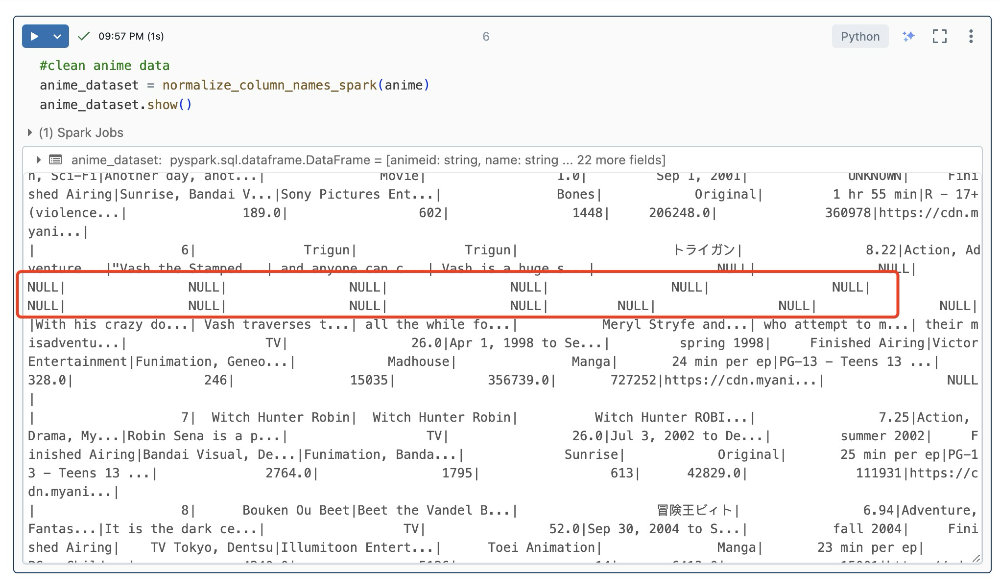 09:57 PM (1s)
6
Python
#clean anime data
anime_dataset = normalize_column_names_spark(anime)
anime_dataset.show()
(1) Spark Jobs
anime_dataset: pyspark.sql.dataframe.DataFrame = [animeid: string, name: string ... 22 more fields]
n, Sci-Fi|Another day, anot...| Movie| 1.0| Sep 1, 2001| UNKNOWN| Fini
shed Airing|Sunrise, Bandai V...|Sony Pictures Ent...| Bones| Original| 1 hr 55 min|R - 17+
(violence...| 189.0| 602| 1448| 206248.0| 360978|https://cdn.m
yani...|
| 6| Trigun| Trigun| トライガン| 8.22|Action, Ad
venture...|"Vash the Stamped...| and anyone can c...| Vash is a huge s...| NULL| NULL|
NULL| NULL| NULL| NULL| NULL| NULL|
NULL| NULL| NULL| NULL| NULL| NULL| NULL|
|With his crazy do...| Vash traverses t...| all the while fo...| Meryl Stryfe and...| who attempt to m...| their m
isadventu...| TV| 26.0|Apr 1, 1998 to Se...| spring 1998| Finished Airing|Victor
Entertainment|Funimation, Geneo...| Madhouse| Manga| 24 min per ep|PG-13 - Teens 13 ...|
328.0| 246| 15035| 356739.0| 727252|https://cdn.myani...| NULL
|
| 7| Witch Hunter Robin| Witch Hunter Robin| Witch Hunter ROBI...| 7.25|Action,
Drama, My...|Robin Sena is a p...| TV| 26.0|Jul 3, 2002 to De...| summer 2002| F
inished Airing|Bandai Visual, De...|Funimation, Banda...| Sunrise| Original| 25 min per ep|PG-1
3 - Teens 13 ...| 2764.0| 1795| 613| 42829.0| 111931|https://c
dn.myani...|
| 8| Bouken Ou Beet|Beet the Vandel B...| 冒険王ビィト| 6.94|Adventure,
Fantas...|It is the dark ce...| TV| 52.0|Sep 30, 2004 to S...| fall 2004| Fini
shed Airing| TV Tokyo, Dentsu|Illumitoon Entert...| Toei Animation| Manga| 23 min per ep|